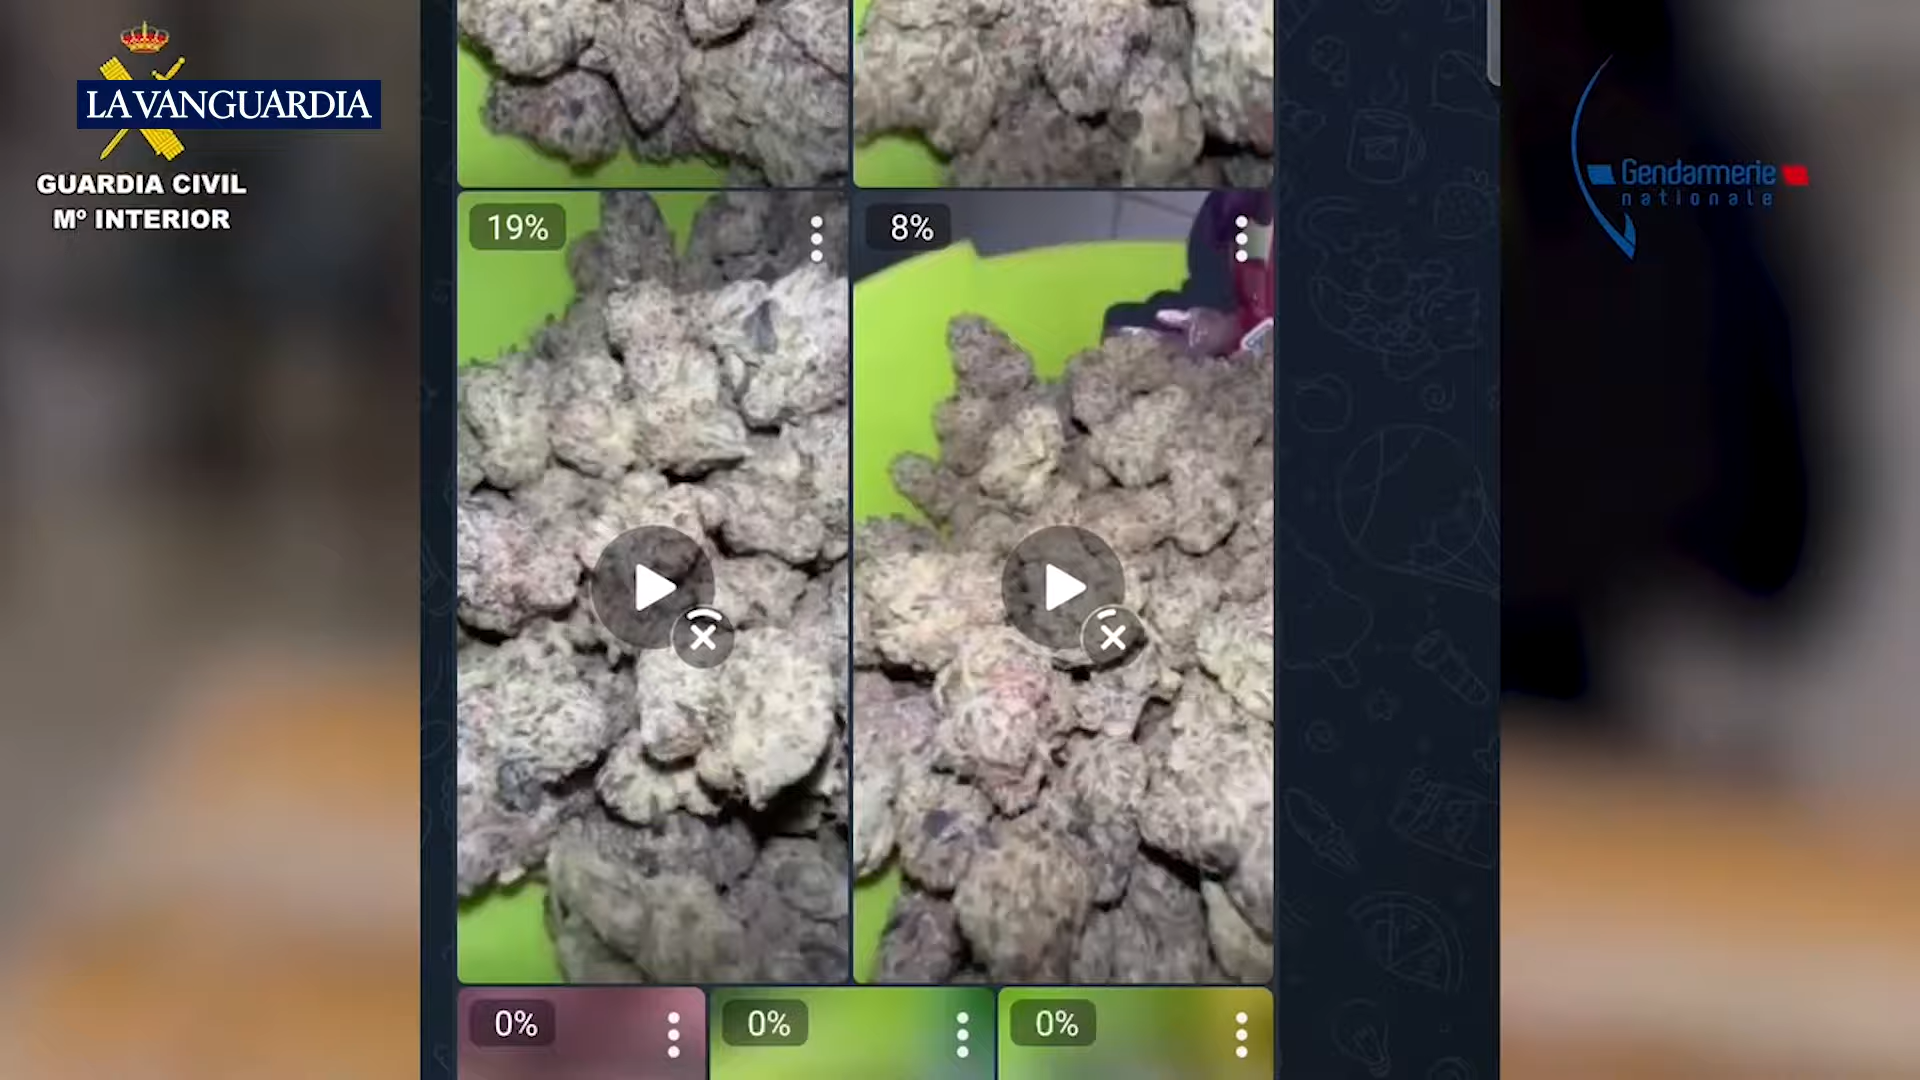 LA VANGUARDIA
GUARDIA CIVIL
Mº INTERIOR
Gendarmerie
nationale
19%
8%
0%
0%
0%